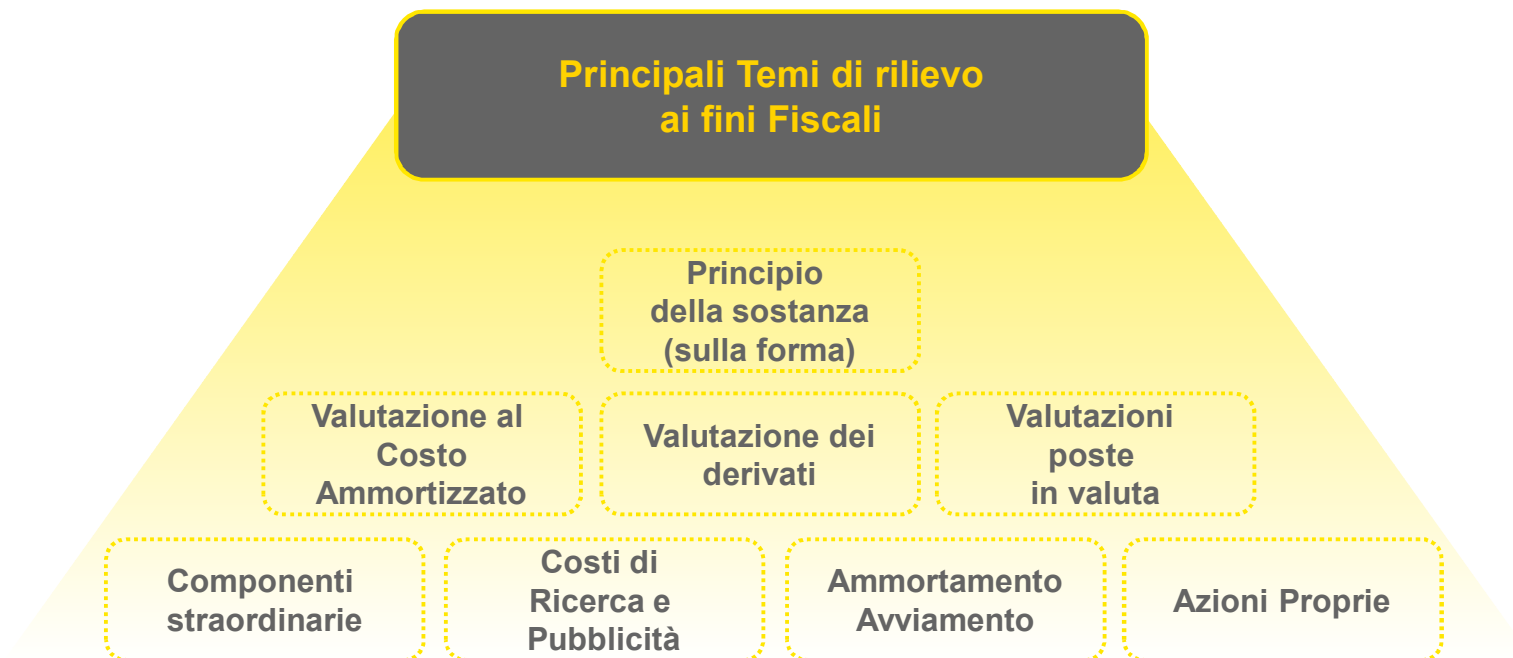 Principali Temi di rilievo
ai fini Fiscali
Principio
della sostanza
(sulla forma)
Valutazione al
Costo
Ammortizzato
Valutazione dei
derivati
Valutazioni
poste
in valuta
Componenti
straordinarie
Costi di
Ricerca e
Pubblicità
Ammortamento
Avviamento
Azioni Proprie